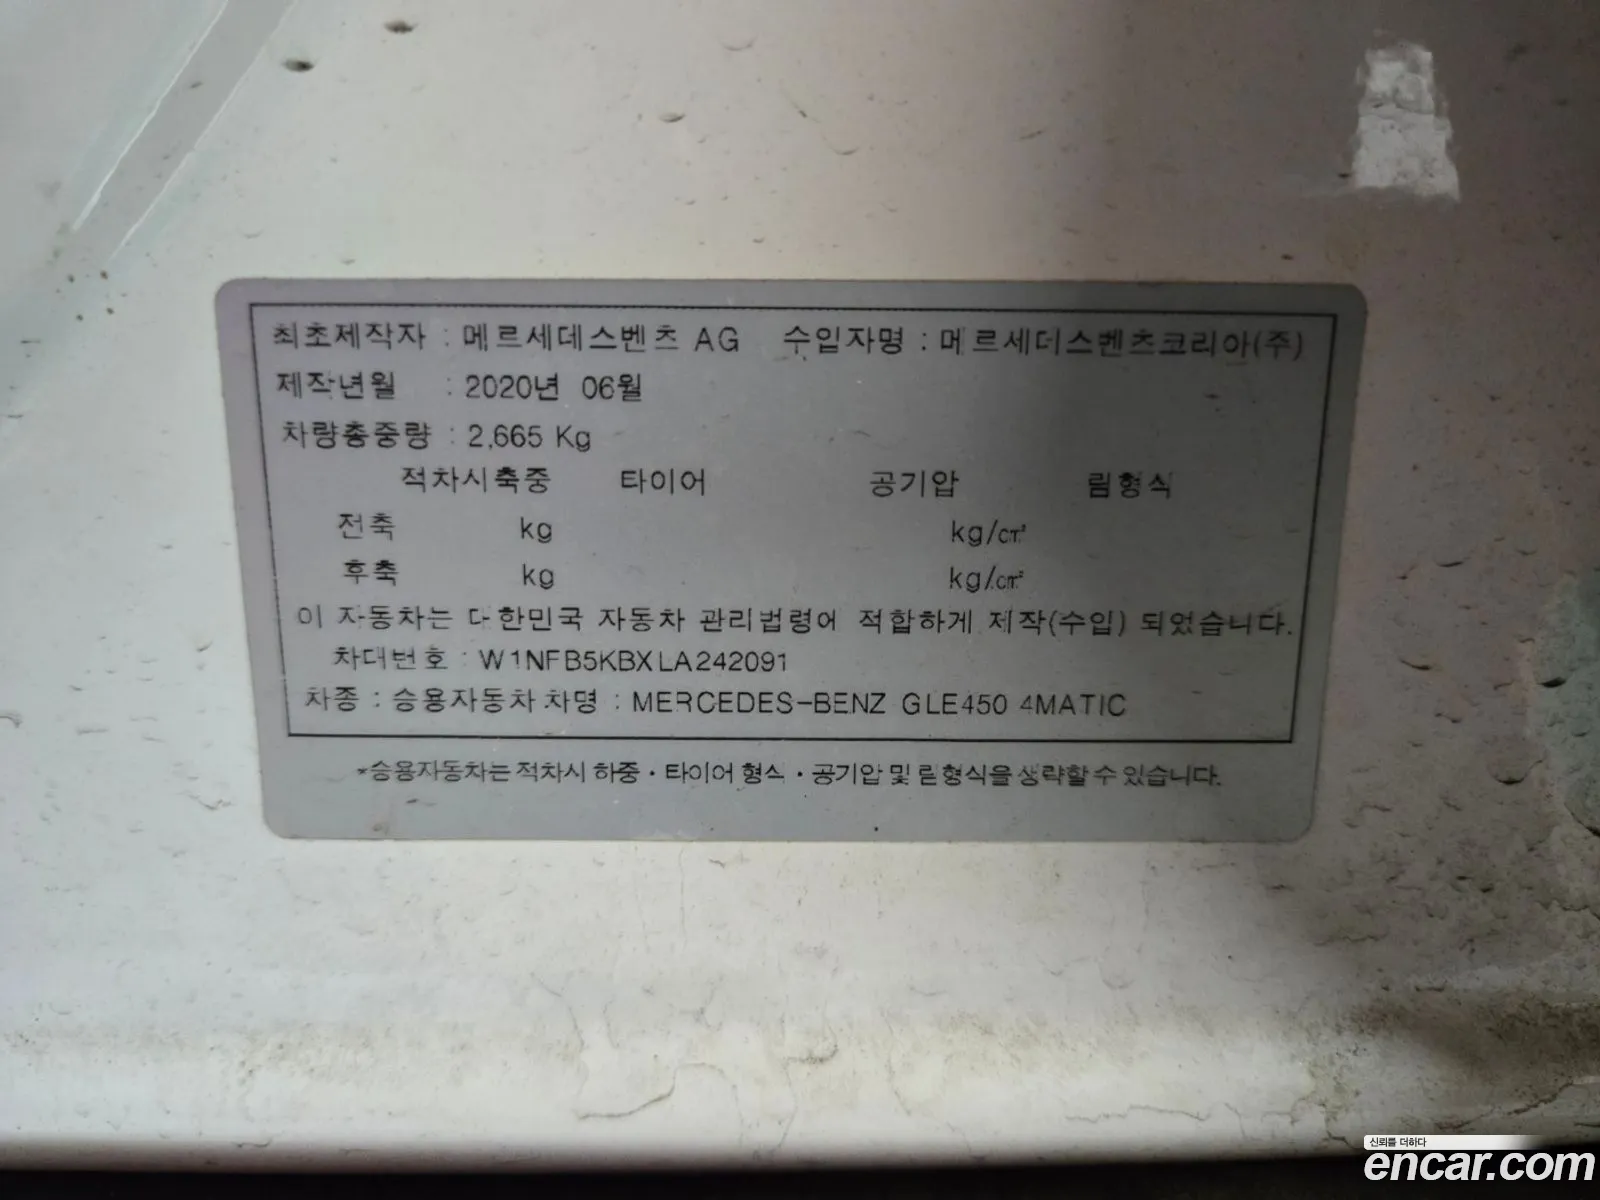 최초제작자 : 메르세데스벤츠 AG 수입자명 : 메르세데스벤츠코리아(주)
제작년월 : 2020년 06월
차량총중량 : 2,665 Kg
적차시축중 타이어 공기압 림형식
전축 kg kg/㎠
후축 kg kg/㎠
이 자동차는 대한민국 자동차 관리법령에 적합하게 제작(수입) 되었습니다.
차대번호 : W1NFB5KBXLA242091
차종 : 승용자동차 차명 : MERCEDES-BENZ GLE450 4MATIC
*승용자동차는 적차시 하중·타이어 형식·공기압 및 림형식을 생략할 수 있습니다.
신뢰를 더하다
encar.com